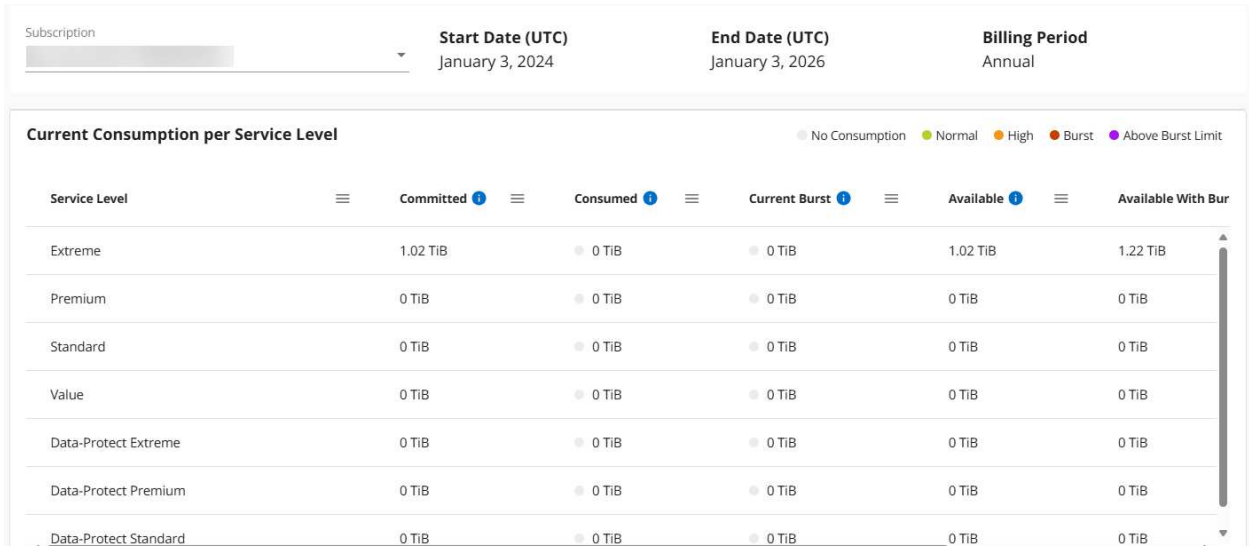 Subscription
Start Date (UTC) End Date (UTC) Billing Period
January 3, 2024 January 3, 2026 Annual
Current Consumption per Service Level No Consumption Normal High Burst Above Burst Limit
Service Level Committed Consumed Current Burst Available Available With Bur
Extreme 1.02 TiB 0 TiB 0 TiB 1.02 TiB 1.22 TiB
Premium 0 TiB 0 TiB 0 TiB 0 TiB 0 TiB
Standard 0 TiB 0 TiB 0 TiB 0 TiB 0 TiB
Value 0 TiB 0 TiB 0 TiB 0 TiB 0 TiB
Data-Protect Extreme 0 TiB 0 TiB 0 TiB 0 TiB 0 TiB
Data-Protect Premium 0 TiB 0 TiB 0 TiB 0 TiB 0 TiB
Data-Protect Standard 0 TiB 0 TiB 0 TiB 0 TiB 0 TiB